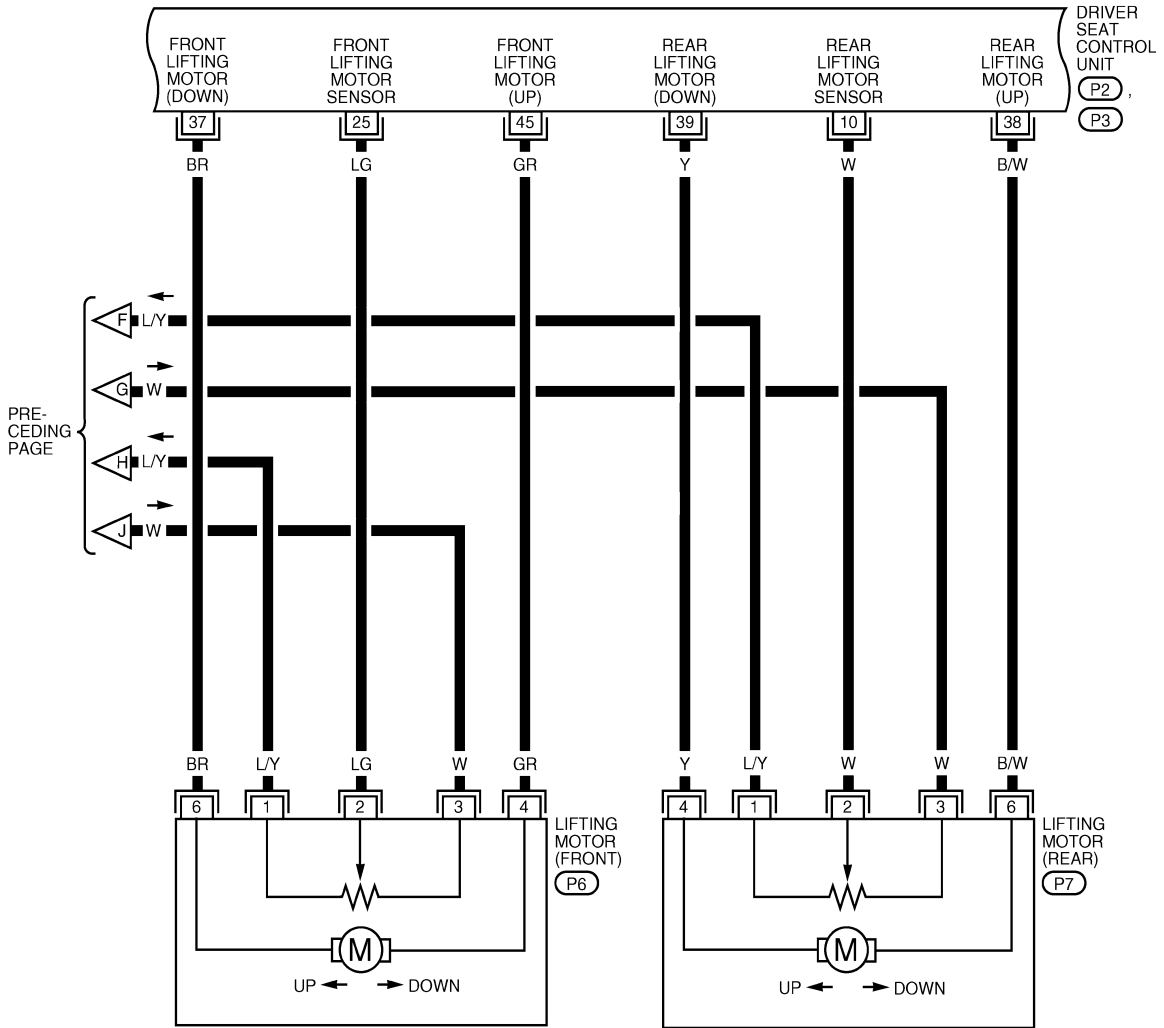 DRIVER
SEAT
CONTROL
UNIT
P2 ,
P3
FRONT
LIFTING
MOTOR
(DOWN)
FRONT
LIFTING
MOTOR
SENSOR
FRONT
LIFTING
MOTOR
(UP)
REAR
LIFTING
MOTOR
(DOWN)
REAR
LIFTING
MOTOR
SENSOR
REAR
LIFTING
MOTOR
(UP)
37 25 45 39 10 38
BR LG GR Y W B/W
PRE-
CEDING
PAGE
F L/Y
G W
H L/Y
J W
BR L/Y LG W GR Y L/Y W W B/W
6 1 2 3 4 4 1 2 3 6
LIFTING
MOTOR
(FRONT)
P6
LIFTING
MOTOR
(REAR)
P7
M
UP DOWN
M
UP DOWN